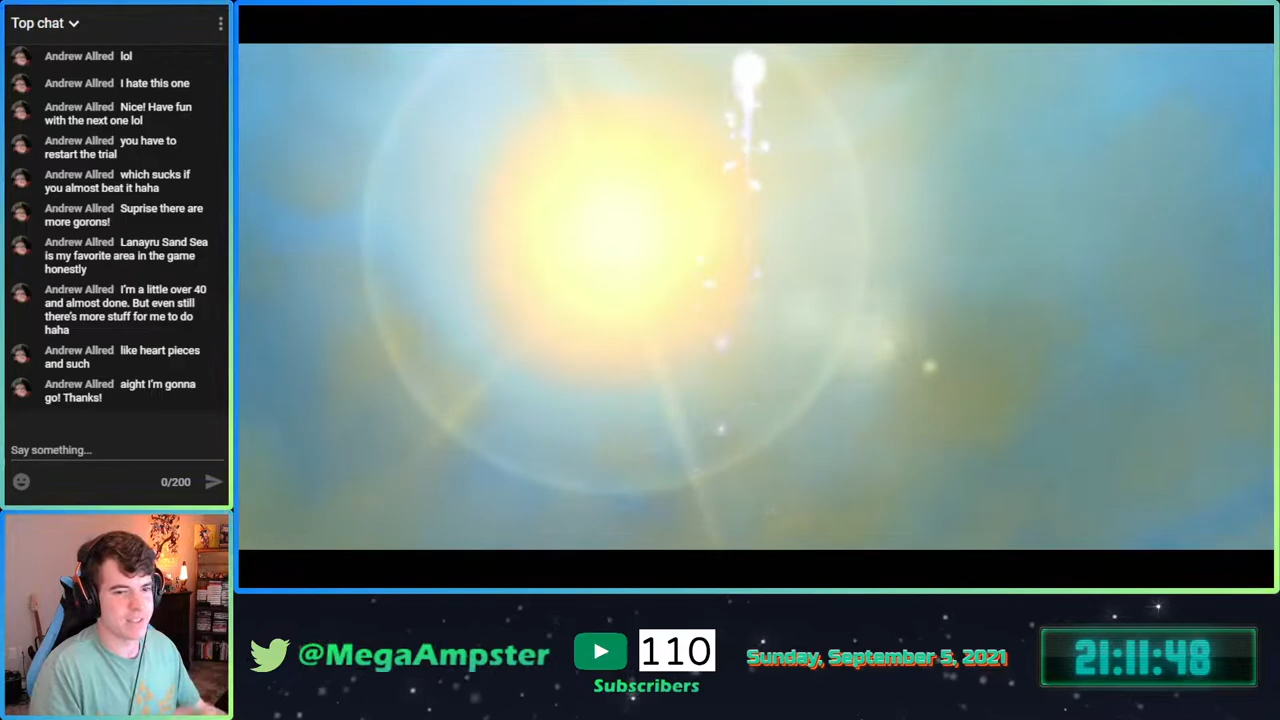 Top chat
Andrew Allred lol
Andrew Allred I hate this one
Andrew Allred Nice! Have fun
with the next one lol
Andrew Allred you have to
restart the trial
Andrew Allred which sucks if
you almost beat it haha
Andrew Allred Suprise there are
more gorons!
Andrew Allred Lanayru Sand Sea
is my favorite area in the game
honestly
Andrew Allred I'm a little over 40
and almost done. But even still
there's more stuff for me to do
haha
Andrew Allred like heart pieces
and such
Andrew Allred aight I'm gonna
go! Thanks!
Say something...
0/200
@MegaAmpster
110
Subscribers
Sunday, September 5, 2021
21:11:48